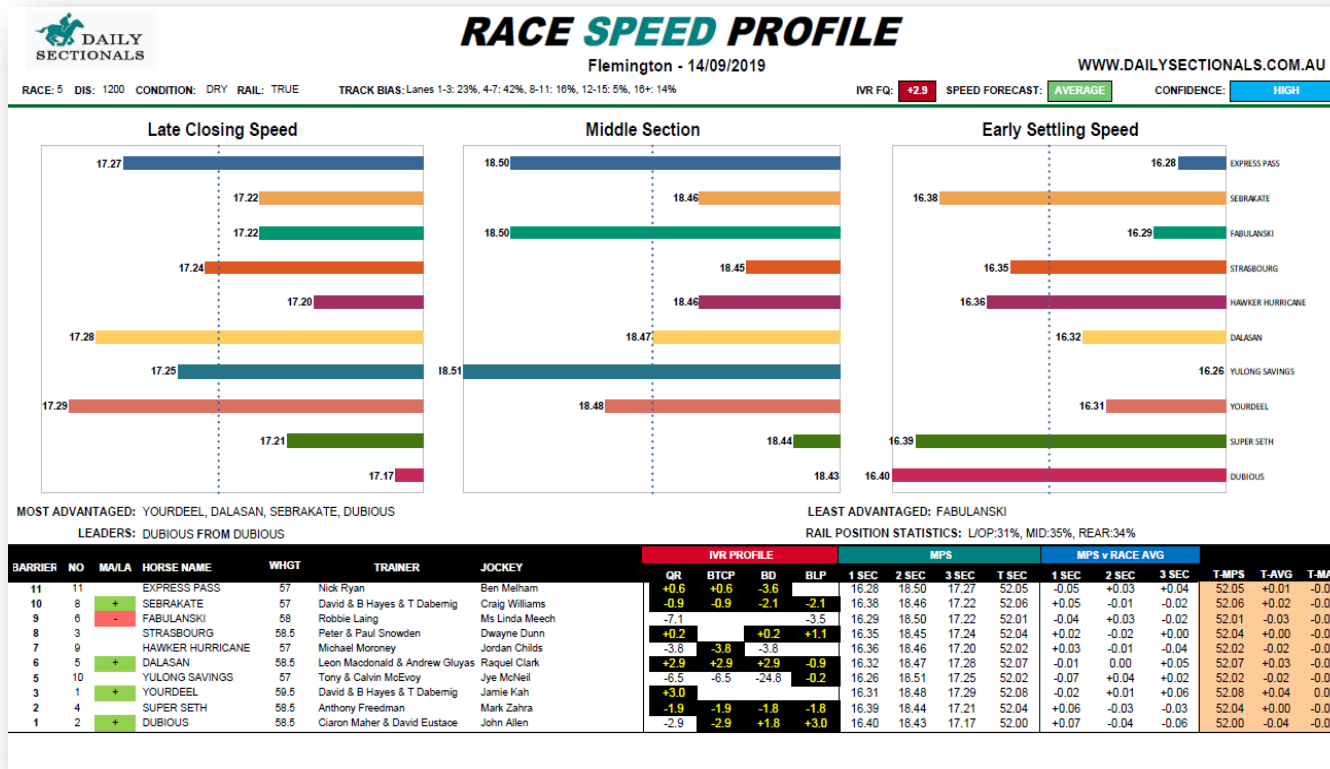 RACE SPEED PROFILE
DAILY
SECTIONALS
Flemington - 14/09/2019
WWW.DAILYSECTIONALS.COM.AU
RACE: 5 DIS: 1200 CONDITION: DRY RAIL: TRUE TRACK BIAS: Lanes 1-3: 23%, 4-7: 42%, 8-11: 16%, 12-15: 5%, 16+: 14% IVR FQ: +2.9 SPEED FORECAST: AVERAGE CONFIDENCE: HIGH
Late Closing Speed Middle Section Early Settling Speed
17.27 18.50 16.28 EXPRESS PASS
17.22 18.46 16.38 SEBRAKATE
17.22 18.50 16.29 FABULANSKI
17.24 18.45 16.35 STRASBOURG
17.20 18.46 16.36 HAWKER HURRICANE
17.28 18.47 16.32 DALASAN
17.25 18.51 16.26 YULONG SAVINGS
17.29 18.48 16.31 YOURDEEL
17.21 18.44 16.39 SUPER SETH
17.17 18.43 16.40 DUBIOUS
MOST ADVANTAGED: YOURDEEL, DALASAN, SEBRAKATE, DUBIOUS LEAST ADVANTAGED: FABULANSKI
LEADERS: DUBIOUS FROM DUBIOUS RAIL POSITION STATISTICS: L/OP:31%, MID:35%, REAR:34%
IVR PROFILE MPS MPS v RACE AVG
BARRIER NO MA/LA HORSE NAME WHGT TRAINER JOCKEY QR BTCP BD BLP 1 SEC 2 SEC 3 SEC T SEC 1 SEC 2 SEC 3 SEC T-MPS T-AVG T-MA
11 11 EXPRESS PASS 57 Nick Ryan Ben Melham +0.6 +0.6 -3.6 16.28 18.50 17.27 52.05 -0.05 +0.03 +0.04 52.05 +0.01 -0.0
10 8 + SEBRAKATE 57 David & B Hayes & T Dabernig Craig Williams -0.9 -0.9 -2.1 -2.1 16.38 18.46 17.22 52.06 +0.05 -0.01 -0.02 52.06 +0.02 -0.0
9 6 - FABULANSKI 58 Robbie Laing Ms Linda Meech -7.1 -3.5 16.29 18.50 17.22 52.01 -0.04 +0.03 -0.02 52.01 -0.03 -0.0
8 3 STRASBOURG 58.5 Peter & Paul Snowden Dwayne Dunn +0.2 +0.2 +1.1 16.35 18.45 17.24 52.04 +0.02 -0.02 +0.00 52.04 +0.00 -0.0
7 9 HAWKER HURRICANE 57 Michael Moroney Jordan Childs -3.8 -3.8 -3.8 16.36 18.46 17.20 52.02 +0.03 -0.01 -0.04 52.02 -0.02 -0.0
6 5 + DALASAN 58.5 Leon Macdonald & Andrew Gluyas Raquel Clark +2.9 +2.9 +2.9 -0.9 16.32 18.47 17.28 52.07 -0.01 0.00 +0.05 52.07 +0.03 -0.0
5 10 YULONG SAVINGS 57 Tony & Calvin McEvoy Jye McNeil -6.5 -6.5 -24.8 -0.2 16.26 18.51 17.25 52.02 -0.07 +0.04 +0.02 52.02 -0.02 -0.0
3 1 + YOURDEEL 59.5 David & B Hayes & T Dabernig Jamie Kah +3.0 16.31 18.48 17.29 52.08 -0.02 +0.01 +0.06 52.08 +0.04 0.0
2 4 SUPER SETH 58.5 Anthony Freedman Mark Zahra -1.9 -1.9 -1.8 -1.8 16.39 18.44 17.21 52.04 +0.06 -0.03 -0.03 52.04 +0.00 -0.0
1 2 + DUBIOUS 58.5 Ciaron Maher & David Eustace John Allen -2.9 -2.9 +1.8 +3.0 16.40 18.43 17.17 52.00 +0.07 -0.04 -0.06 52.00 -0.04 -0.0